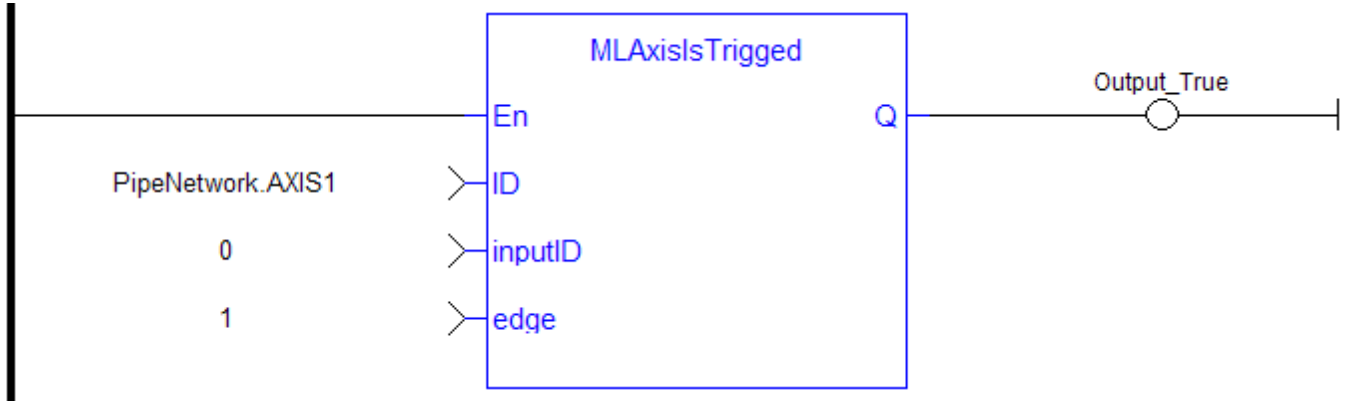 MLAxisIsTrigged
Output_True
En
Q
PipeNetwork.AXIS1
ID
0
inputID
1
edge